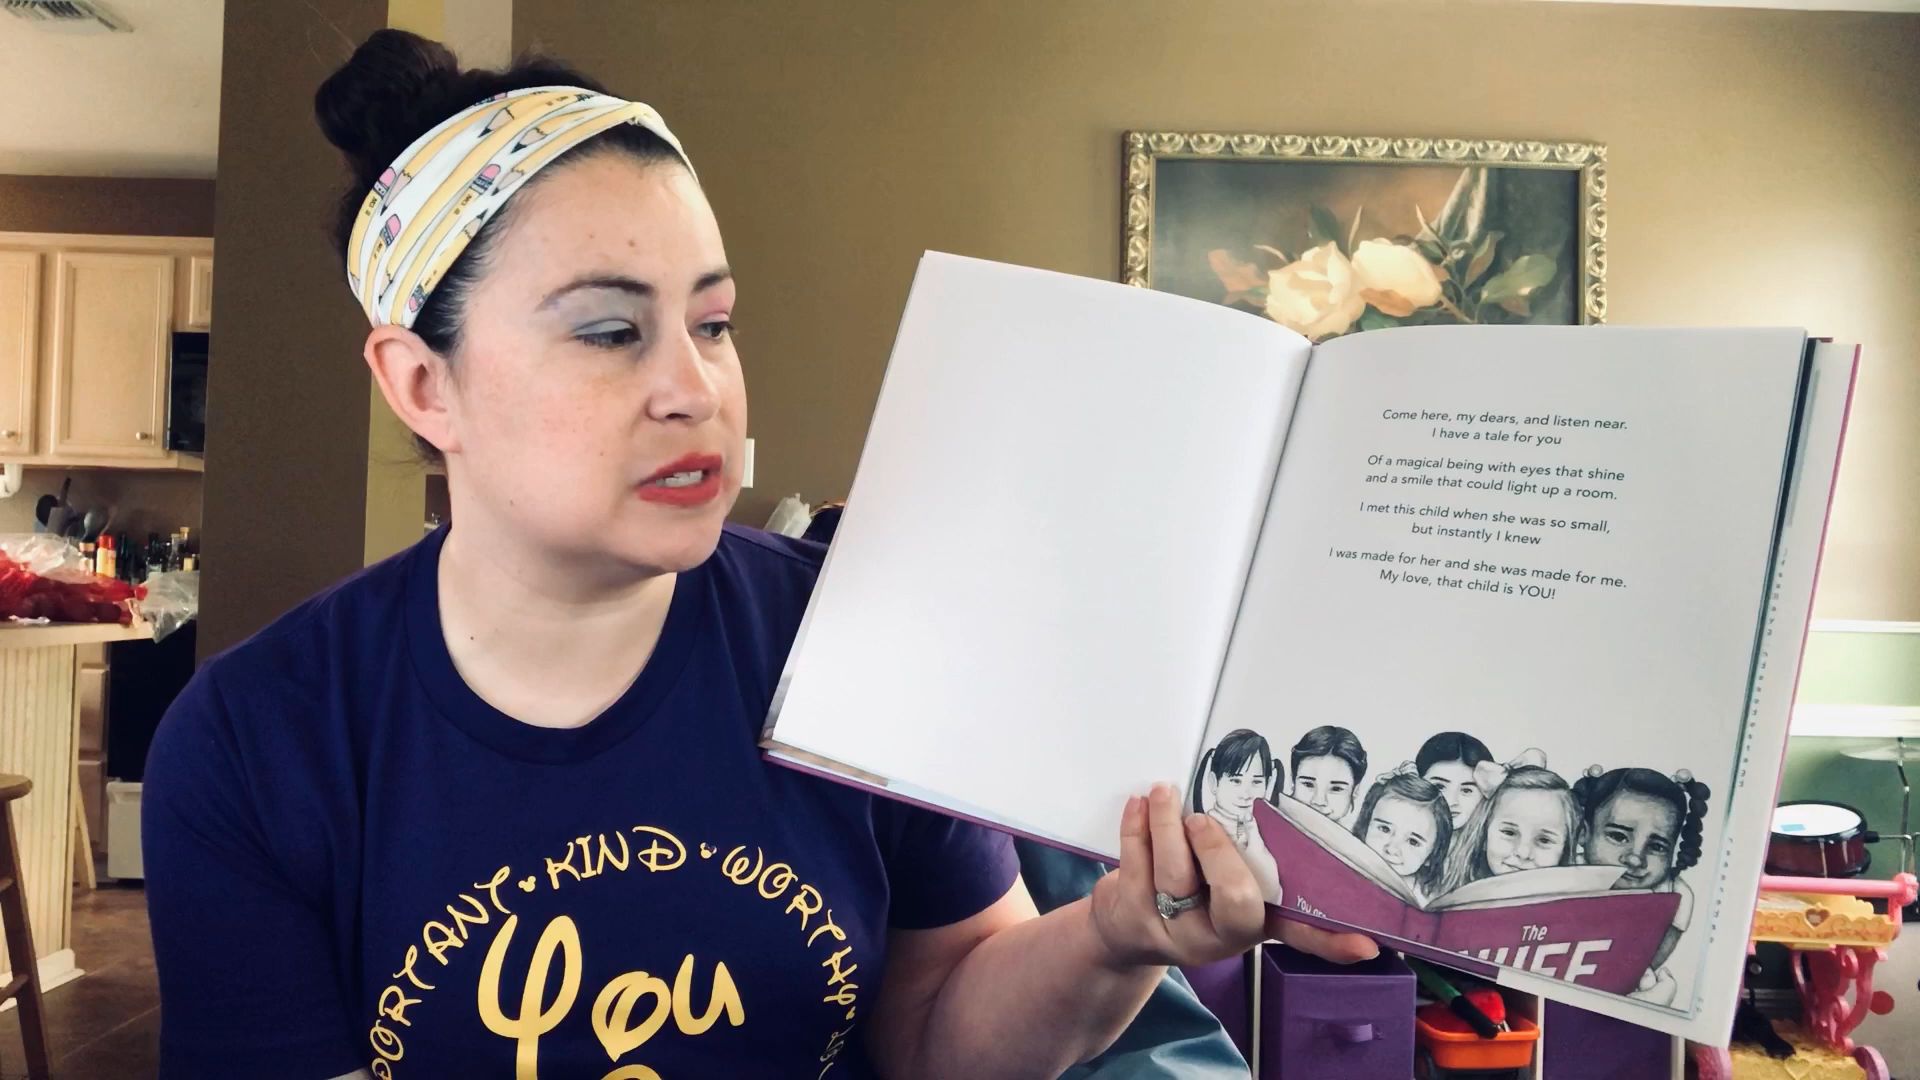 Come here, my dears, and listen near.
I have a tale for you
Of a magical being with eyes that shine
and a smile that could light up a room.
I met this child when she was so small,
but instantly I knew
I was made for her and she was made for me.
My love, that child is YOU!
YOU
The
KIND • WORTHY
You